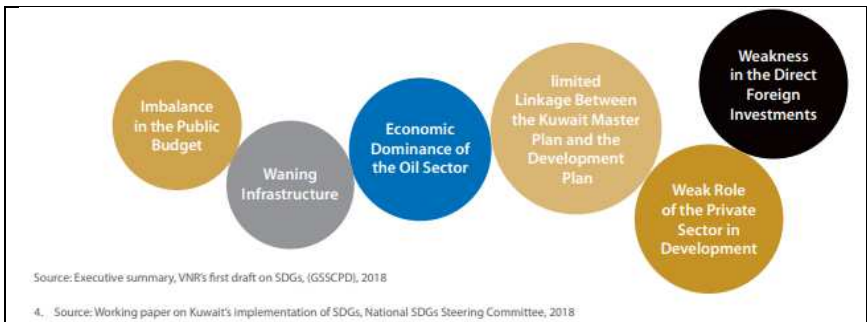 Imbalance
in the Public
Budget
Waning
Infrastructure
Economic
Dominance of
the Oil Sector
limited
Linkage Between
the Kuwait Master
Plan and the
Development
Plan
Weak Role
of the Private
Sector in
Development
Weakness
in the Direct
Foreign
Investments
Source: Executive summary, VNR's first draft on SDGs, (GSSCPD), 2018
4. Source: Working paper on Kuwait's implementation of SDGs, National SDGs Steering Committee, 2018